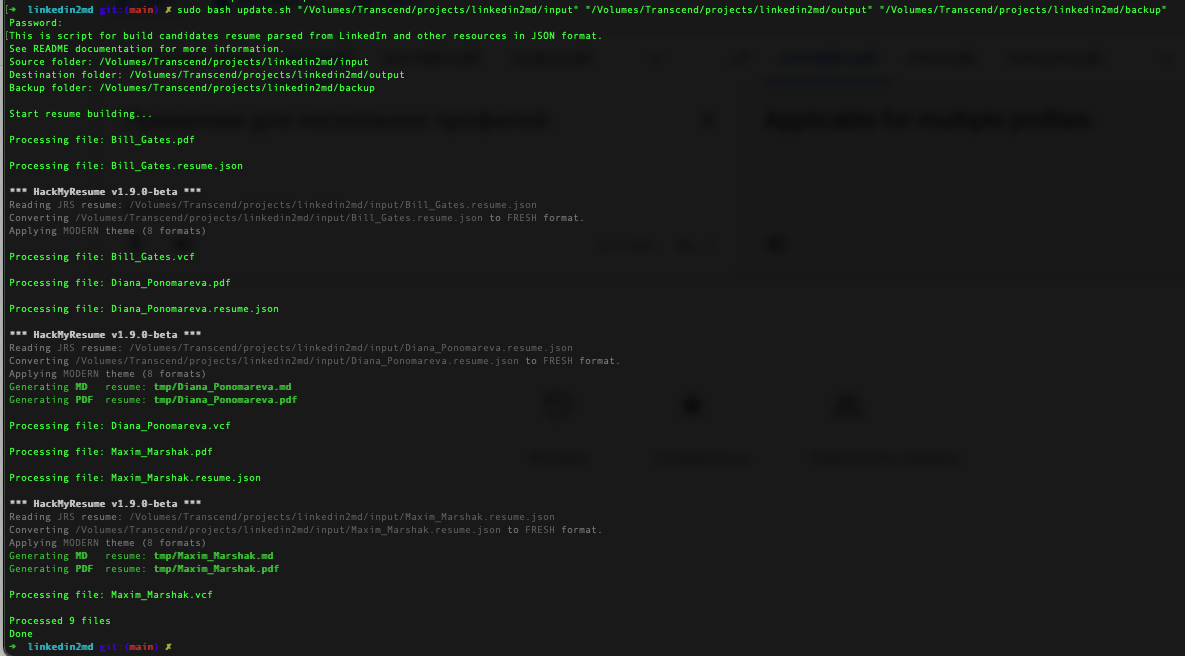 → linkedin2md git:(main) ✗ sudo bash update.sh "/Volumes/Transcend/projects/linkedin2md/input" "/Volumes/Transcend/projects/linkedin2md/output" "/Volumes/Transcend/projects/linkedin2md/backup"
Password:
This is script for build candidates resume parsed from LinkedIn and other resources in JSON format.
See README documentation for more information.
Source folder: /Volumes/Transcend/projects/linkedin2md/input
Destination folder: /Volumes/Transcend/projects/linkedin2md/output
Backup folder: /Volumes/Transcend/projects/linkedin2md/backup
Start resume building...
Processing file: Bill_Gates.pdf
Processing file: Bill_Gates.resume.json
*** HackMyResume v1.9.0-beta ***
Reading JRS resume: /Volumes/Transcend/projects/linkedin2md/input/Bill_Gates.resume.json
Converting /Volumes/Transcend/projects/linkedin2md/input/Bill_Gates.resume.json to FRESH format.
Applying MODERN theme (8 formats)
Processing file: Bill_Gates.vcf
Processing file: Diana_Ponomareva.pdf
Processing file: Diana_Ponomareva.resume.json
*** HackMyResume v1.9.0-beta ***
Reading JRS resume: /Volumes/Transcend/projects/linkedin2md/input/Diana_Ponomareva.resume.json
Converting /Volumes/Transcend/projects/linkedin2md/input/Diana_Ponomareva.resume.json to FRESH format.
Applying MODERN theme (8 formats)
Generating MD resume: tmp/Diana_Ponomareva.md
Generating PDF resume: tmp/Diana_Ponomareva.pdf
Processing file: Diana_Ponomareva.vcf
Processing file: Maxim_Marshak.pdf
Processing file: Maxim_Marshak.resume.json
*** HackMyResume v1.9.0-beta ***
Reading JRS resume: /Volumes/Transcend/projects/linkedin2md/input/Maxim_Marshak.resume.json
Converting /Volumes/Transcend/projects/linkedin2md/input/Maxim_Marshak.resume.json to FRESH format.
Applying MODERN theme (8 formats)
Generating MD resume: tmp/Maxim_Marshak.md
Generating PDF resume: tmp/Maxim_Marshak.pdf
Processing file: Maxim_Marshak.vcf
Processed 9 files
Done
→ linkedin2md git:(main) ✗
Applicable for multiple profiles